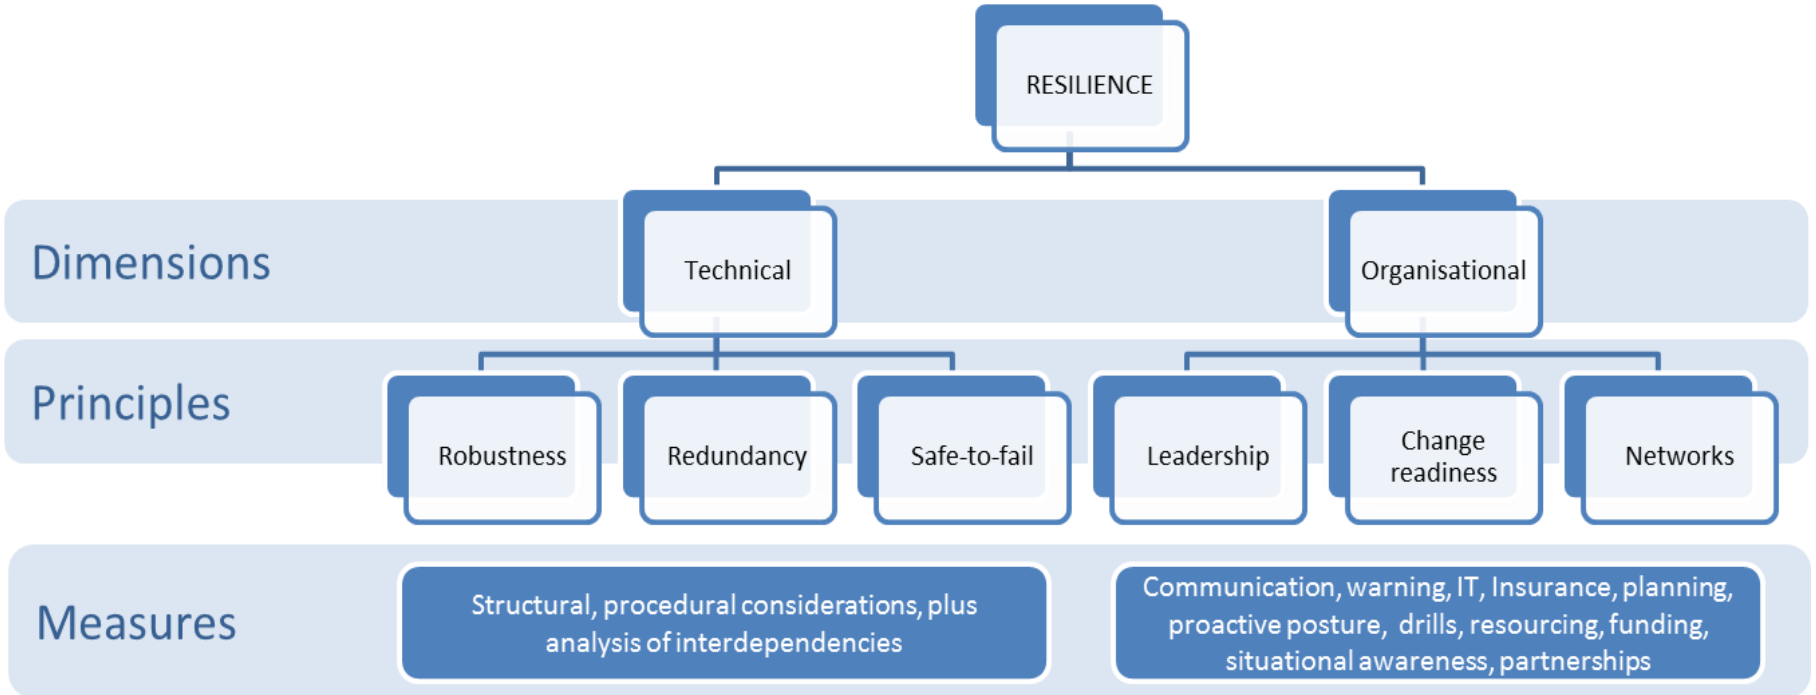 RESILIENCE
Dimensions
Technical
Organisational
Principles
Robustness
Redundancy
Safe-to-fail
Leadership
Change
readiness
Networks
Measures
Structural, procedural considerations, plus
analysis of interdependencies
Communication, warning, IT, Insurance, planning,
proactive posture, drills, resourcing, funding,
situational awareness, partnerships